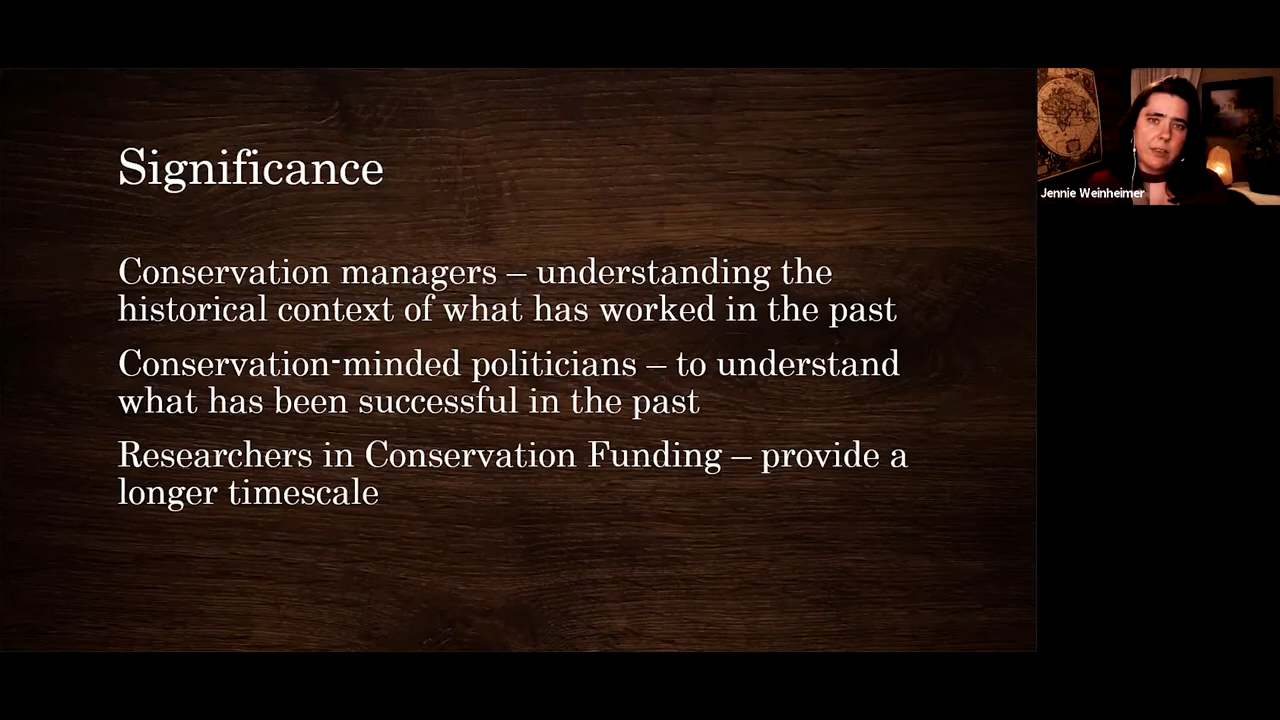 Significance
Conservation managers – understanding the
historical context of what has worked in the past
Conservation-minded politicians – to understand
what has been successful in the past
Researchers in Conservation Funding – provide a
longer timescale
Jennie Weinheimer